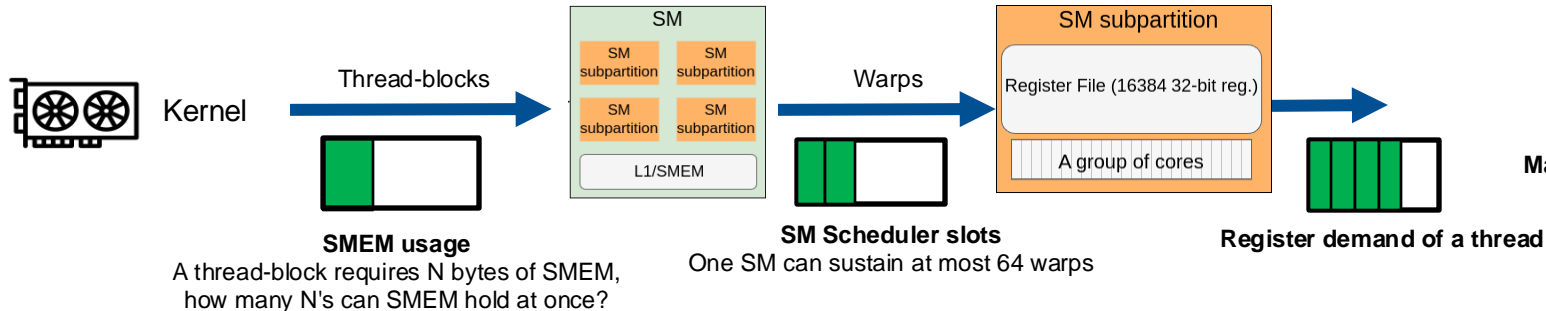 Kernel
Thread-blocks
SMEM usage
A thread-block requires N bytes of SMEM,
how many N's can SMEM hold at once?
SM
SM
subpartition
SM
subpartition
SM
subpartition
SM
subpartition
L1/SMEM
Warps
SM Scheduler slots
One SM can sustain at most 64 warps
SM subpartition
Register File (16384 32-bit reg.)
A group of cores
Register demand of a thread